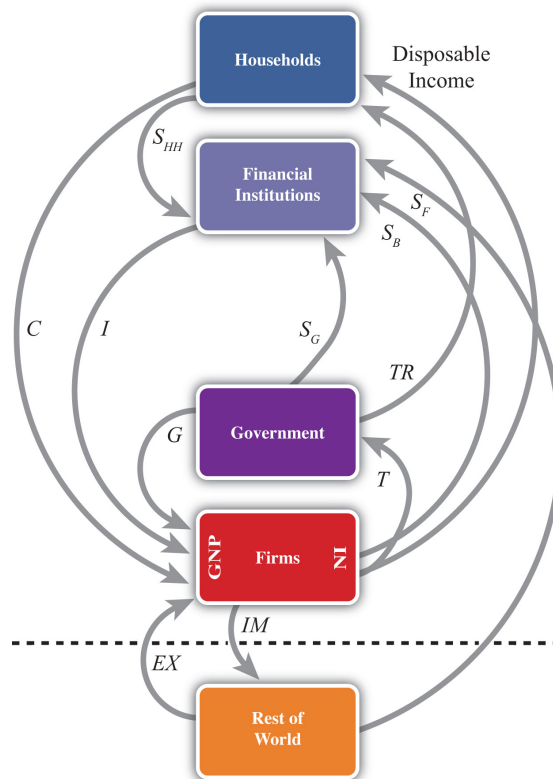 Households
Disposable
Income
S_HH
Financial
Institutions
S_F
S_B
C
I
S_G
TR
Government
G
T
GNP
Firms
NI
IM
EX
Rest of
World